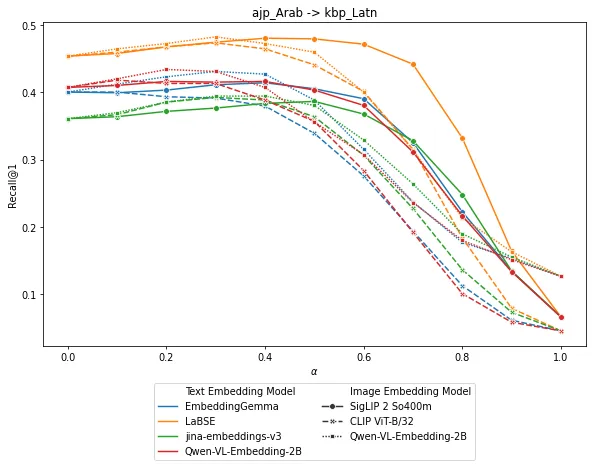 ajp_Arab -> kbp_Latn
Recall@1
0.5
0.4
0.3
0.2
0.1
0.0 0.2 0.4 0.6 0.8 1.0
α
Text Embedding Model
EmbeddingGemma
LaBSE
jina-embeddings-v3
Qwen-VL-Embedding-2B
Image Embedding Model
SigLIP 2 So400m
CLIP ViT-B/32
Qwen-VL-Embedding-2B